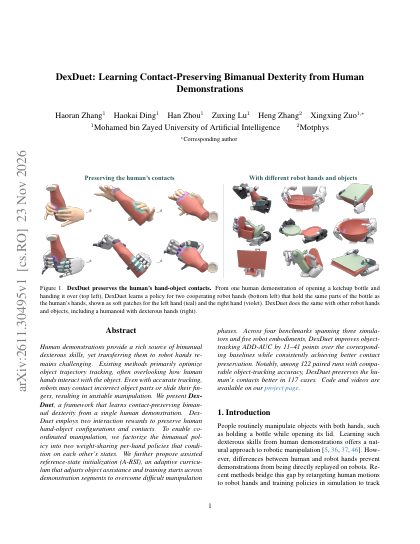 DexDuet: Learning Contact-Preserving Bimanual Dexterity from Human
Demonstrations
Haoran Zhang¹ Haokai Ding¹ Han Zhou¹ Zuxing Lu¹ Heng Zhang² Xingxing Zuo¹,*
¹Mohamed bin Zayed University of Artificial Intelligence ²Motphys
*Corresponding author
arXiv:2611.30495v1 [cs.RO] 23 Nov 2026
Preserving the human's contacts
With different robot hands and objects
Figure 1. DexDuet preserves the human's hand-object contacts. From one human demonstration of opening a ketchup bottle and
handing it over (top left), DexDuet learns a policy for two cooperating robot hands (bottom left) that hold the same parts of the bottle as
the human's hands, shown as soft patches for the left hand (teal) and the right hand (violet). DexDuet does the same with other robot hands
and objects, including a humanoid with dexterous hands (right).
Abstract
Human demonstrations provide a rich source of bimanual
dexterous skills, yet transferring them to robot hands re-
mains challenging. Existing methods primarily optimize
object trajectory tracking, often overlooking how human
hands interact with the object. Even with accurate tracking,
robots may contact incorrect object parts or slide their fin-
gers, resulting in unstable manipulation. We present Dex-
Duet, a framework that learns contact-preserving bimanual
dexterity from a single human demonstration. Dex-
Duet employs two interaction rewards to preserve human
hand-object configurations and contacts. To enable co-
ordinated manipulation, we factorize the bimanual policy
into two weight-sharing per-hand policies that condi-
tion on each other's states. We further propose assisted
reference-state initialization (A-RSI), an adaptive curricu-
lum that adjusts object assistance and training starts across
demonstration segments to overcome difficult manipulation
phases. Across four benchmarks spanning three simula-
tors and five robot embodiments, DexDuet improves object-
tracking ADD-AUC by 11–41 points over the correspond-
ing baselines while consistently achieving better contact
preservation. Notably, among 122 paired runs with compa-
rable object-tracking accuracy, DexDuet preserves the hu-
man's contacts better in 117 cases. Code and videos are
available on our project page.
1. Introduction
People routinely manipulate objects with both hands, such
as holding a bottle while opening its lid. Learning such
dexterous skills from human demonstrations offers a nat-
ural approach to robotic manipulation [5, 36, 37, 46]. How-
ever, differences between human and robot hands prevent
demonstrations from being directly replayed on robots. Re-
cent methods bridge this gap by retargeting human motions
to robot hands and training policies in simulation to track
1